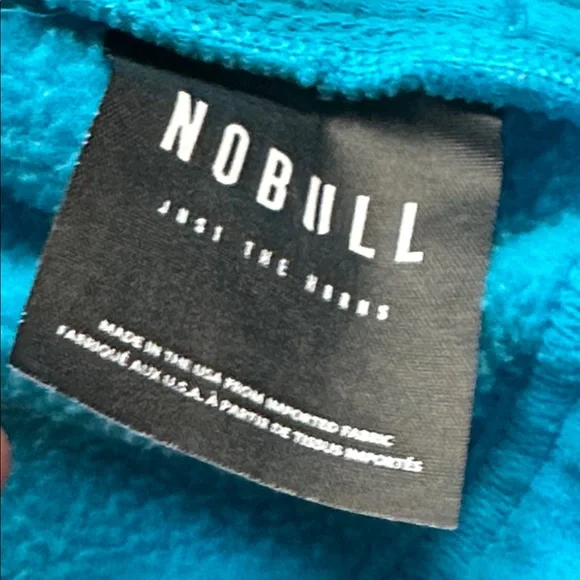 NOBULL
JUST THE HORNS
MADE IN THE USA FROM IMPORTED FABRIC
FABRIQUÉ AUX U.S.A. À PARTIR DE TISSUS IMPORTÉS